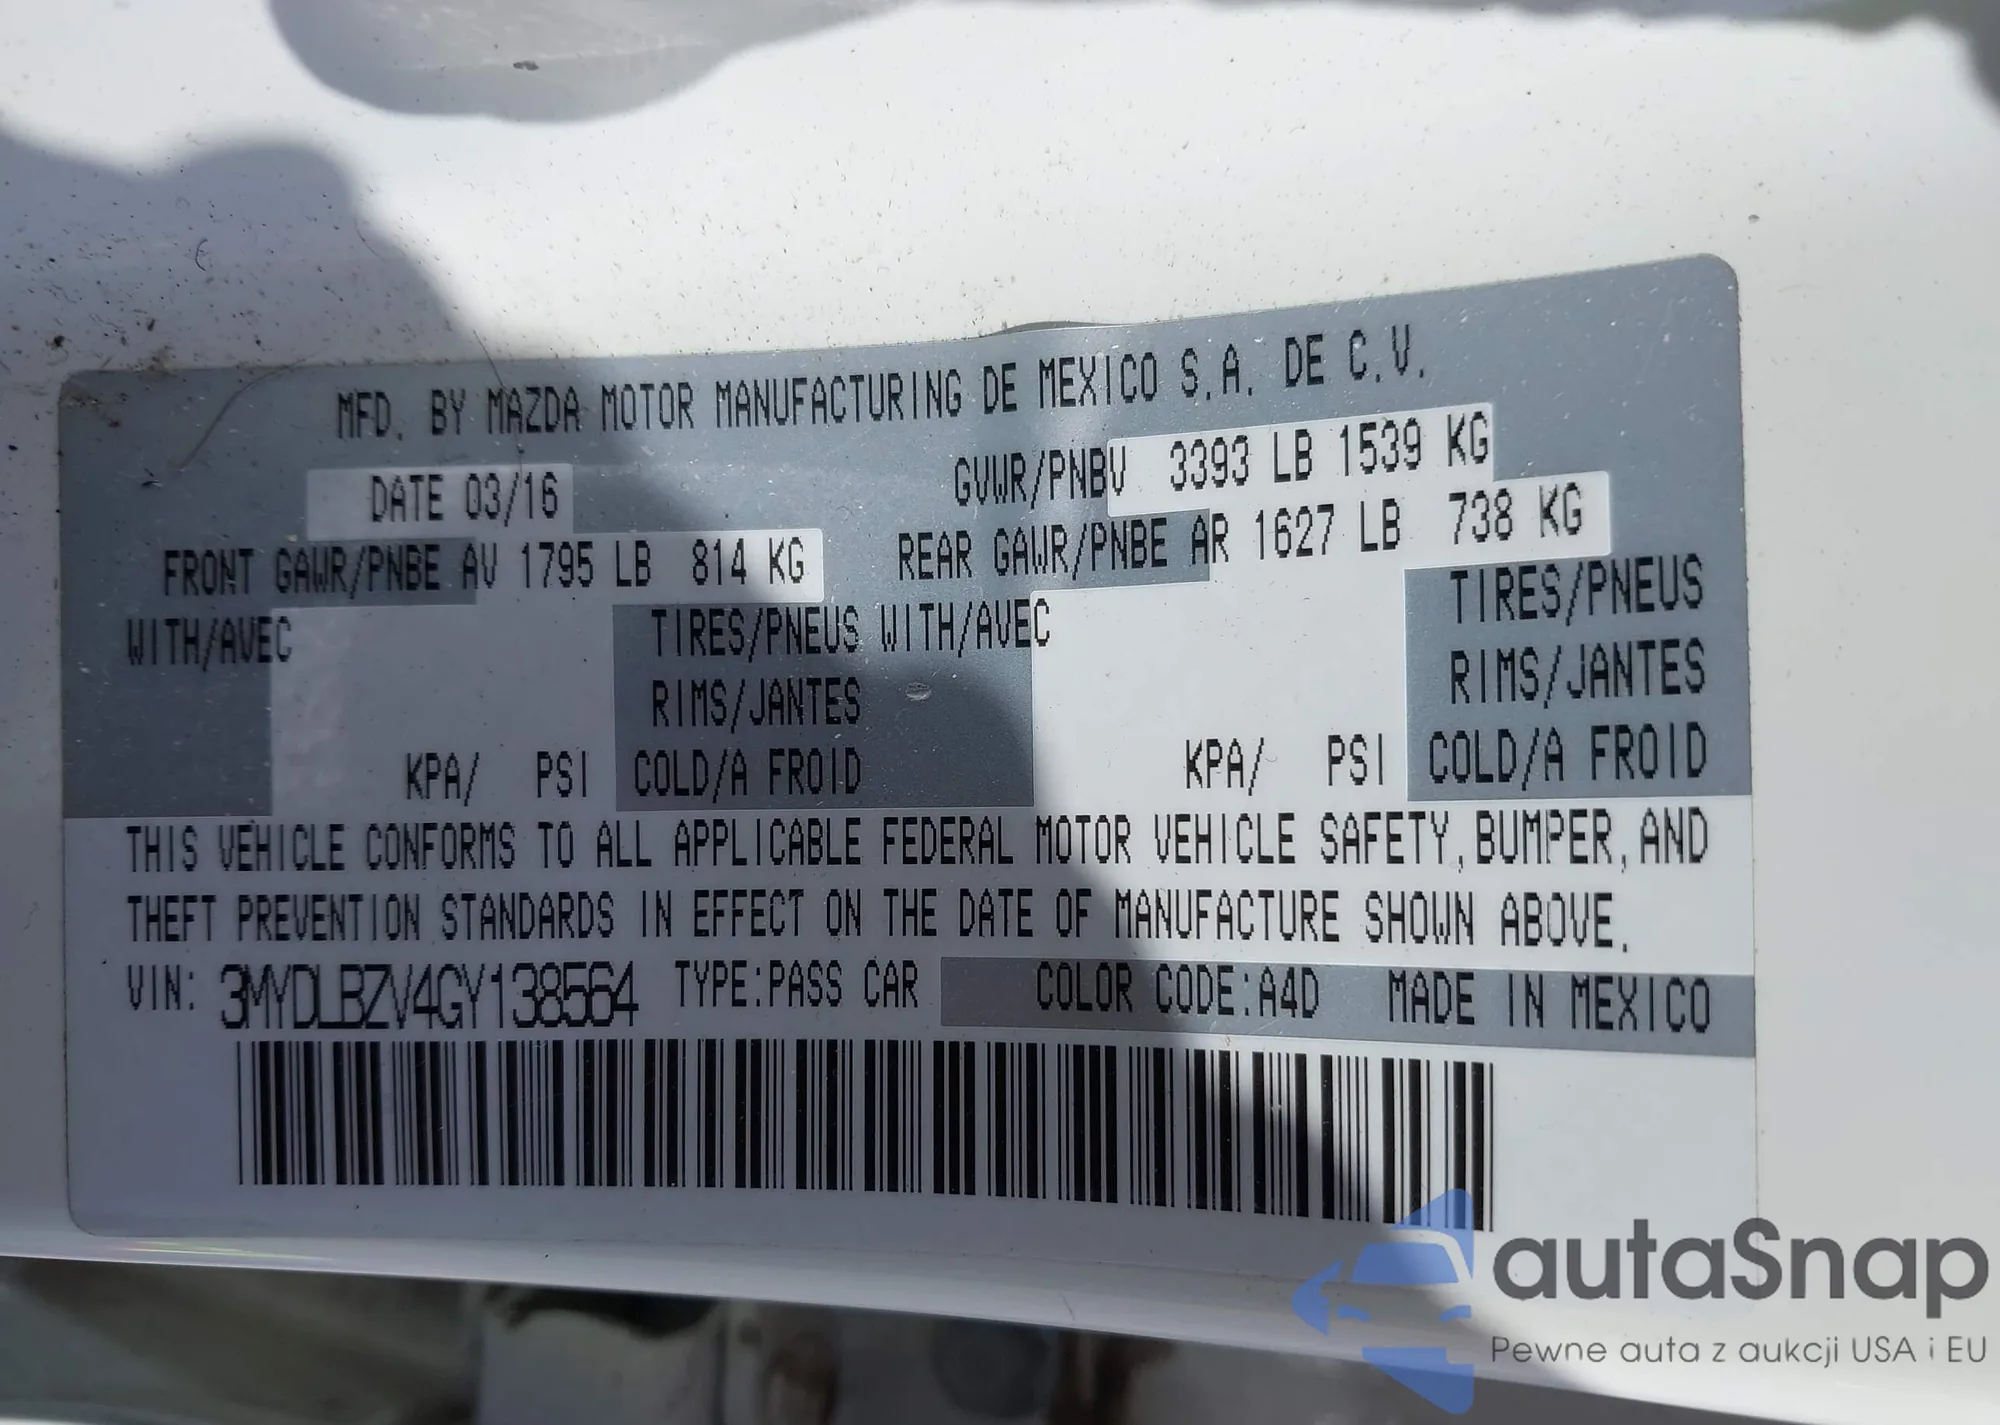 MFD. BY MAZDA MOTOR MANUFACTURING DE MEXICO S.A. DE C.V.
DATE 03/16
GVWR/PNBV 3393 LB 1539 KG
FRONT GAWR/PNBE AV 1795 LB 814 KG
REAR GAWR/PNBE AR 1627 LB 738 KG
WITH/AVEC TIRES/PNEUS WITH/AVEC TIRES/PNEUS
RIMS/JANTES RIMS/JANTES
KPA/ PSI COLD/A FROID KPA/ PSI COLD/A FROID
THIS VEHICLE CONFORMS TO ALL APPLICABLE FEDERAL MOTOR VEHICLE SAFETY, BUMPER, AND
THEFT PREVENTION STANDARDS IN EFFECT ON THE DATE OF MANUFACTURE SHOWN ABOVE.
VIN: 3MYDLBZV4GY138564 TYPE:PASS CAR COLOR CODE:A4D MADE IN MEXICO
autaSnap
Pewne auta z aukcji USA i EU